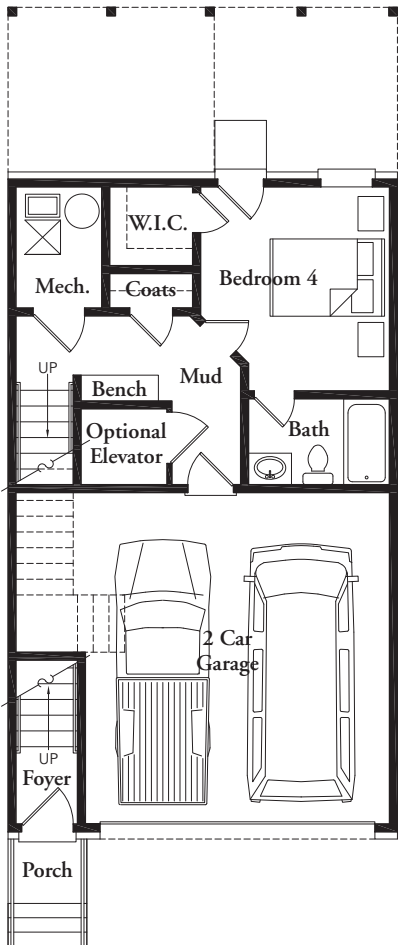 W.I.C.
Mech.
Coats
Bedroom 4
UP
Bench
Mud
Optional
Elevator
Bath
2 Car
Garage
UP
Foyer
Porch